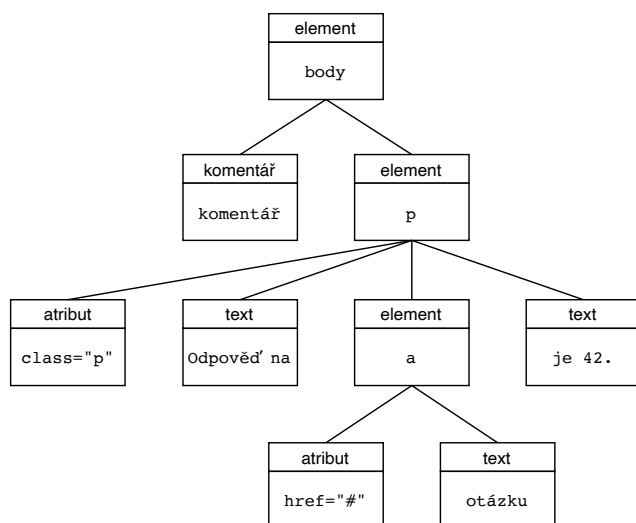 element
body
komentář
komentář
element
p
atribut
class="p"
text
Odpověď na
element
a
text
je 42.
atribut
href="#"
text
otázku